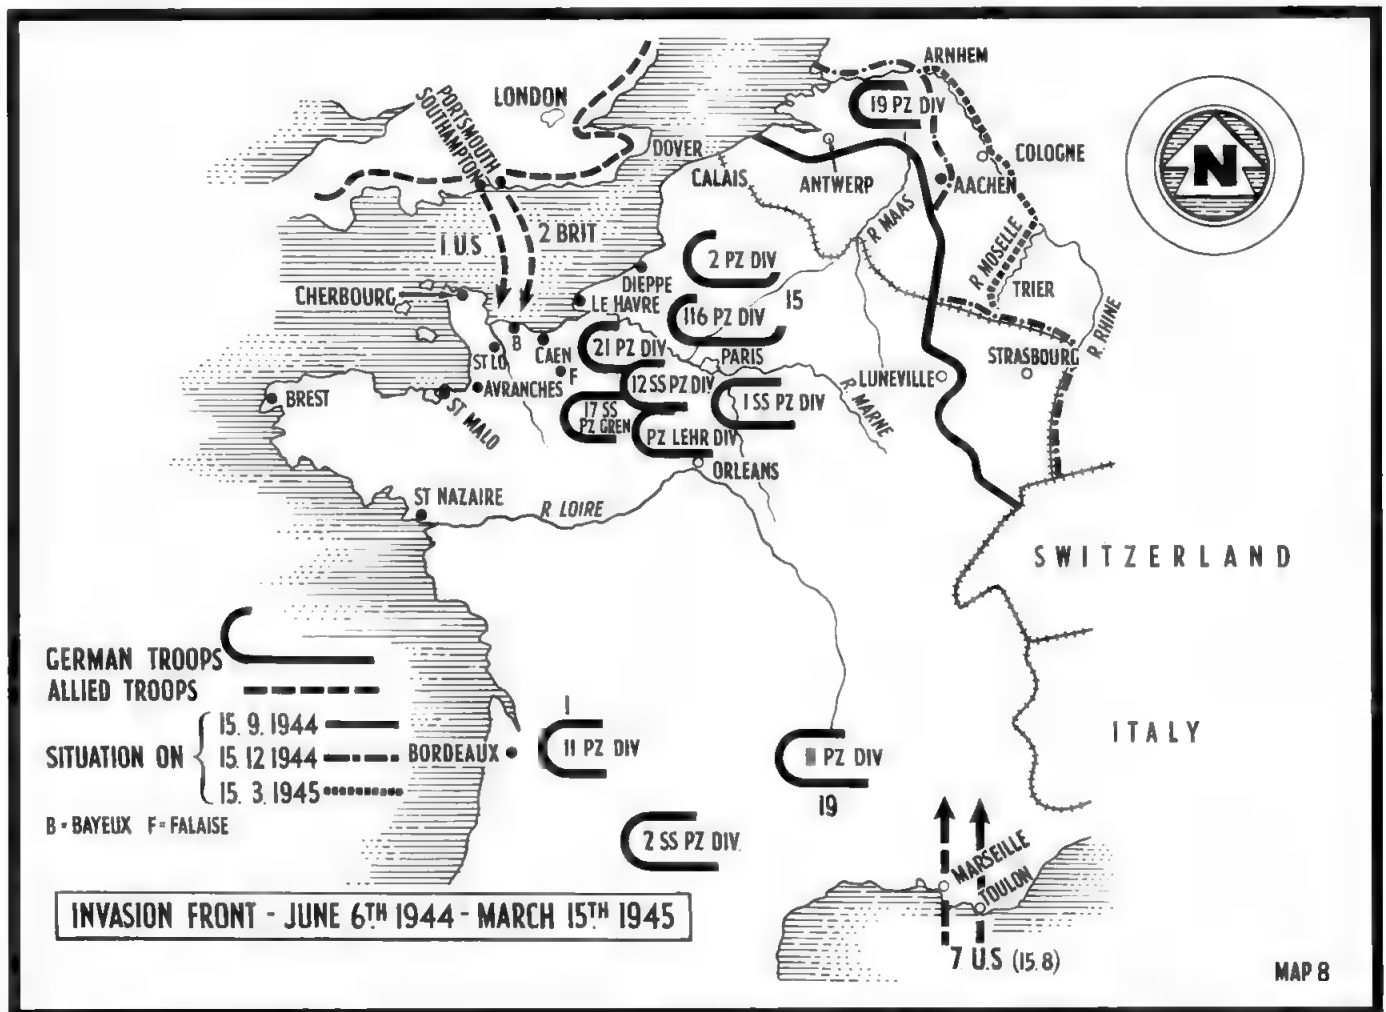 ARNHEM
LONDON
PORTSMOUTH
SOUTHAMPTON
19 PZ DIV
DOVER
COLOGNE
CALAIS
ANTWERP
AACHEN
N
R MAAS
1 U.S
2 BRIT
R MOSELLE
2 PZ DIV
DIEPPE
TRIER
CHERBOURG
LE HAVRE
15
116 PZ DIV
R. RHINE
B
CAEN
21 PZ DIV
PARIS
STRASBOURG
ST LO
F
12 SS PZ DIV
LUNEVILLE
AVRANCHES
BREST
1 SS PZ DIV
R. MARNE
ST MALO
17 SS
PZ GREN
PZ LEHR DIV
ORLEANS
ST NAZAIRE
R. LOIRE
SWITZERLAND
GERMAN TROOPS
ALLIED TROOPS
SITUATION ON
15. 9. 1944
15. 12 1944
15. 3. 1945
B = BAYEUX F = FALAISE
BORDEAUX
1
11 PZ DIV
PZ DIV
19
ITALY
2 SS PZ DIV.
MARSEILLE
TOULON
7 U.S (15.8)
INVASION FRONT - JUNE 6TH 1944 - MARCH 15TH 1945
MAP 8